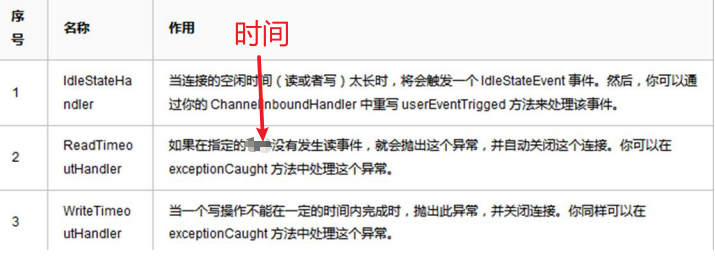 序号 名称 作用
时间
1 IdleStateHandler 当连接的空闲时间（读或者写）太长时，将会触发一个 IdleStateEvent 事件。然后，你可以通
过你的 ChannelInboundHandler 中重写 userEventTrigged 方法来处理该事件。
2 ReadTimeoutHandler 如果在指定的没有发生读事件，就会抛出这个异常，并自动关闭这个连接。你可以在
exceptionCaught 方法中处理这个异常。
3 WriteTimeoutHandler 当一个写操作不能在一定的时间内完成时，抛出此异常，并关闭连接。你同样可以在
exceptionCaught 方法中处理这个异常。